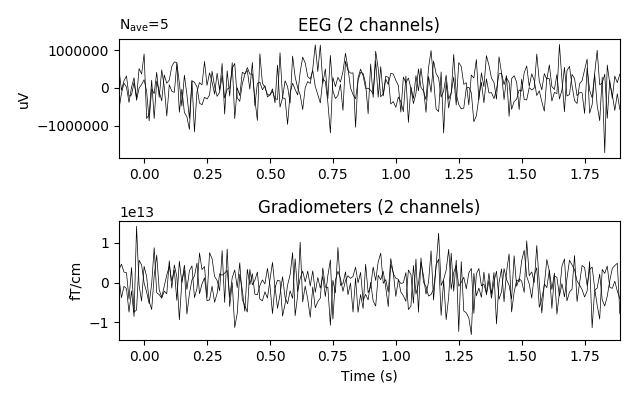 N_ave=5
EEG (2 channels)
1000000
0
−1000000
uV
0.00 0.25 0.50 0.75 1.00 1.25 1.50 1.75
1e13
Gradiometers (2 channels)
1
0
−1
fT/cm
0.00 0.25 0.50 0.75 1.00 1.25 1.50 1.75
Time (s)